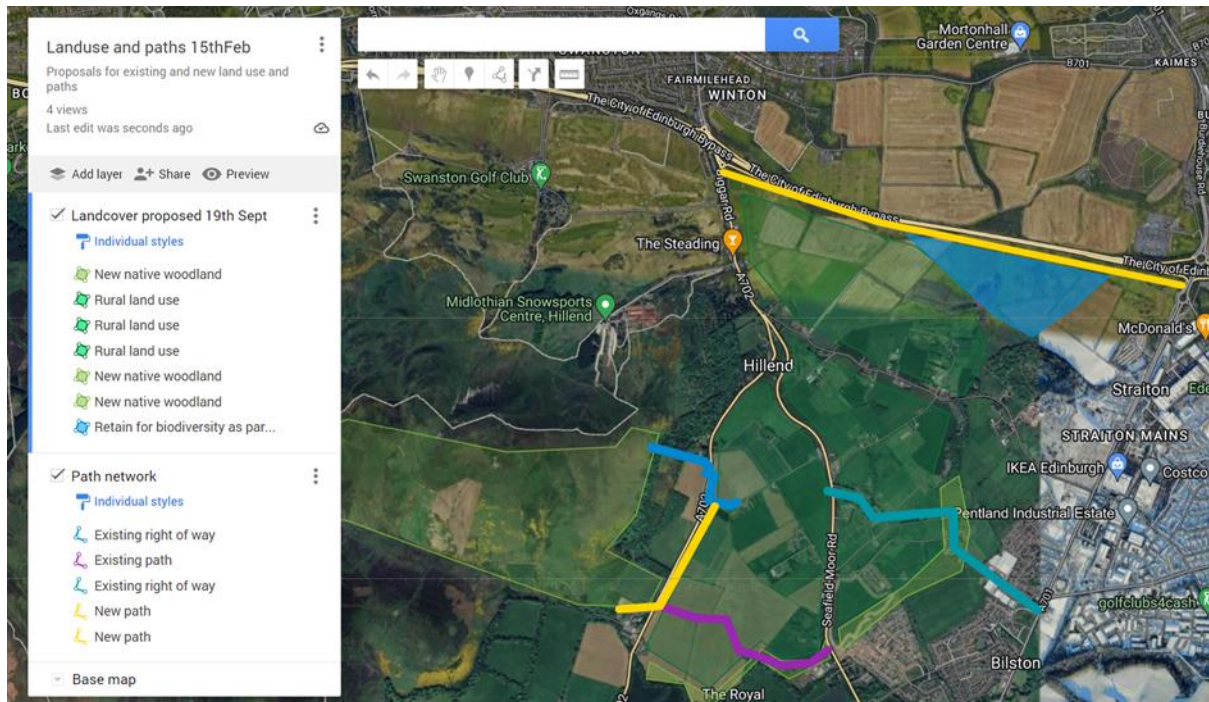 Landuse and paths 15thFeb
Proposals for existing and new land use and
paths
4 views
Last edit was seconds ago
Add layer
Share
Preview
Landcover proposed 19th Sept
Individual styles
New native woodland
Rural land use
Rural land use
Rural land use
New native woodland
New native woodland
Retain for biodiversity as par...
Path network
Individual styles
Existing right of way
Existing path
Existing right of way
New path
New path
Base map
Mortonhall
Garden Centre
B701
KAIMES
FAIRMILEHEAD
WINTON
The City of Edinburgh Bypass
The City of Edinburgh Bypass
Biggar Rd
Burdiehouse Rd
Swanston Golf Club
The Steading
The City of Edinb
A702
Midlothian Snowsports
Centre, Hillend
McDonald's
Hillend
Straiton
STRAITON MAINS
IKEA Edinburgh
Costco
A702
Pentland Industrial Estate
Seafield Moor Rd
A701
golfclubs4cash
Bilston
The Royal